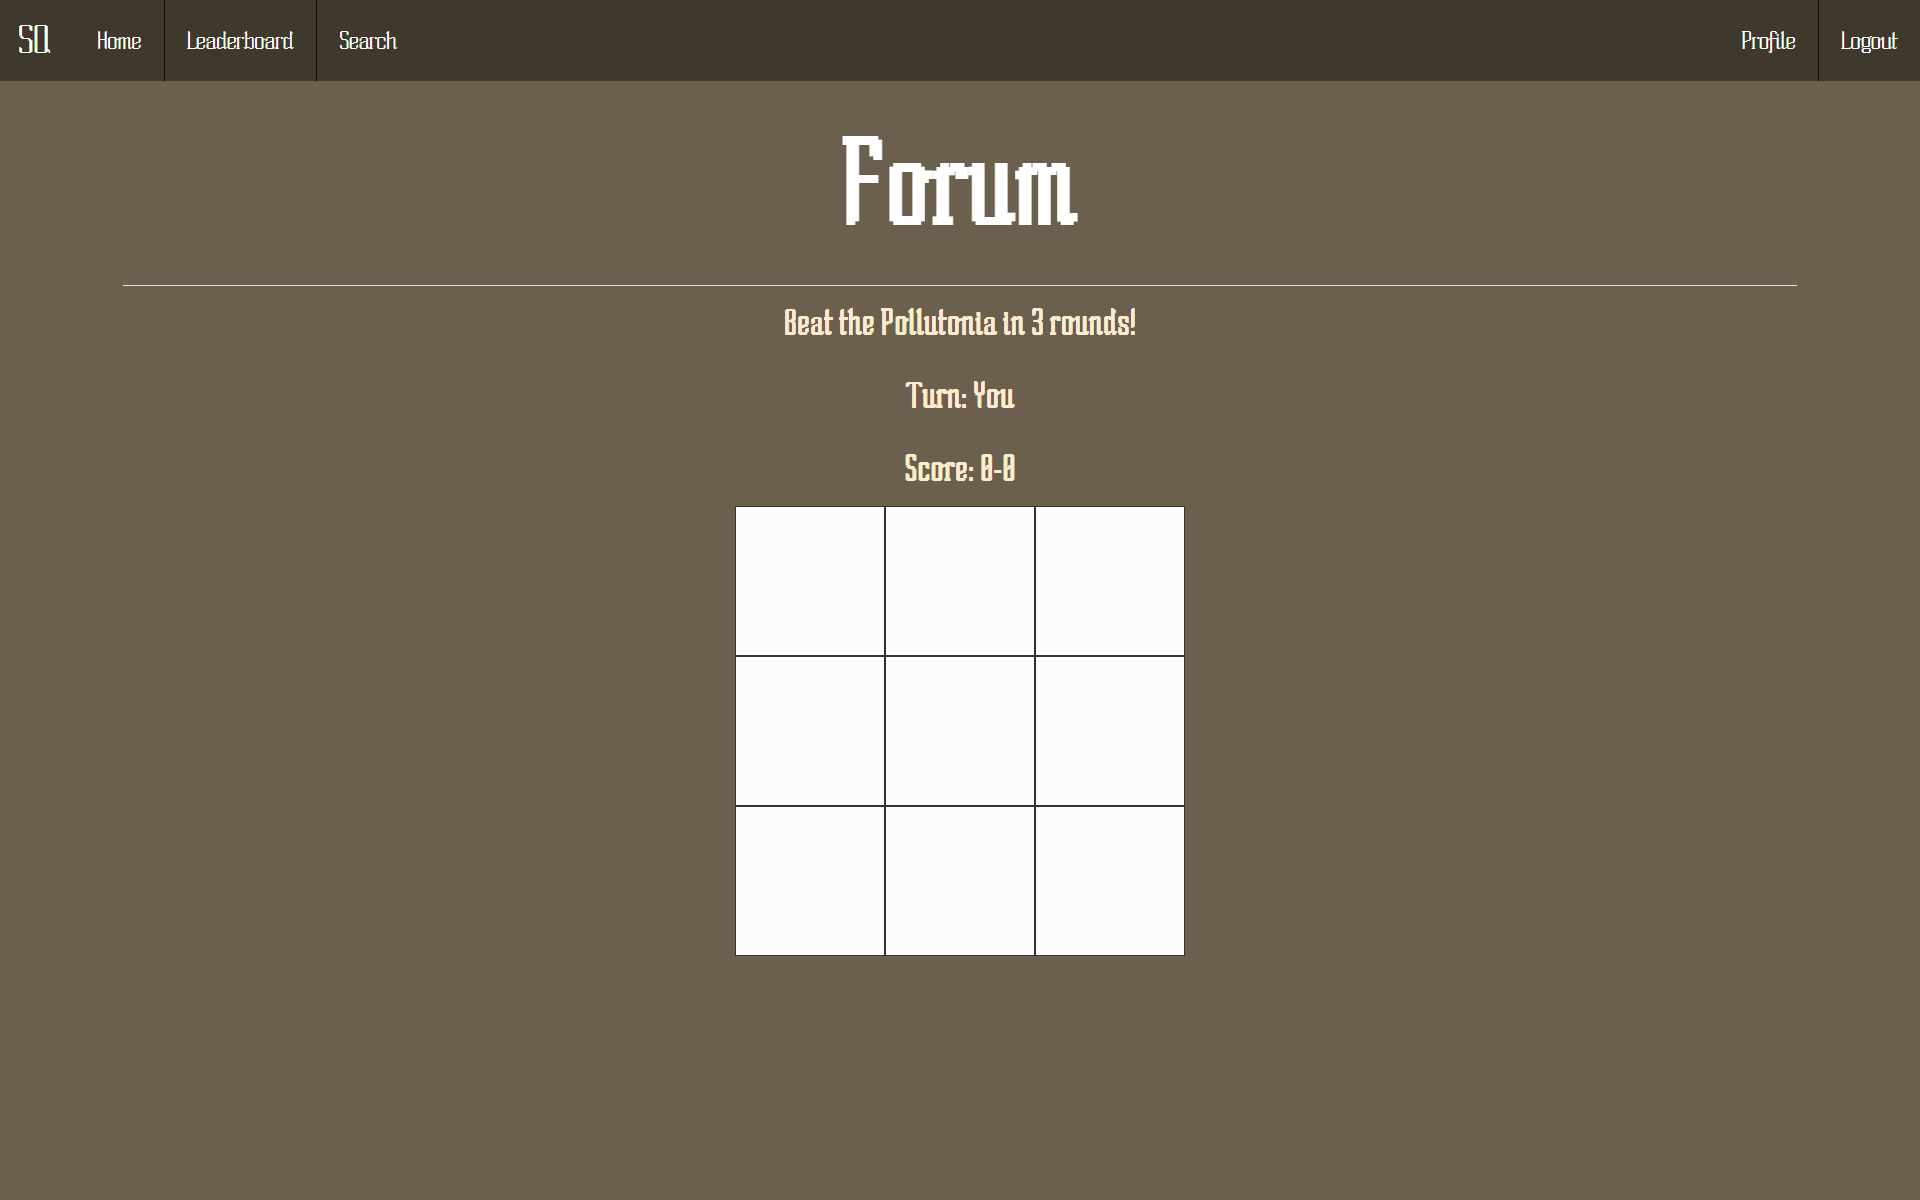 SQ Home Leaderboard Search Profile Logout
Forum
Beat the Pollutonia in 3 rounds!
Turn: You
Score: 0-0